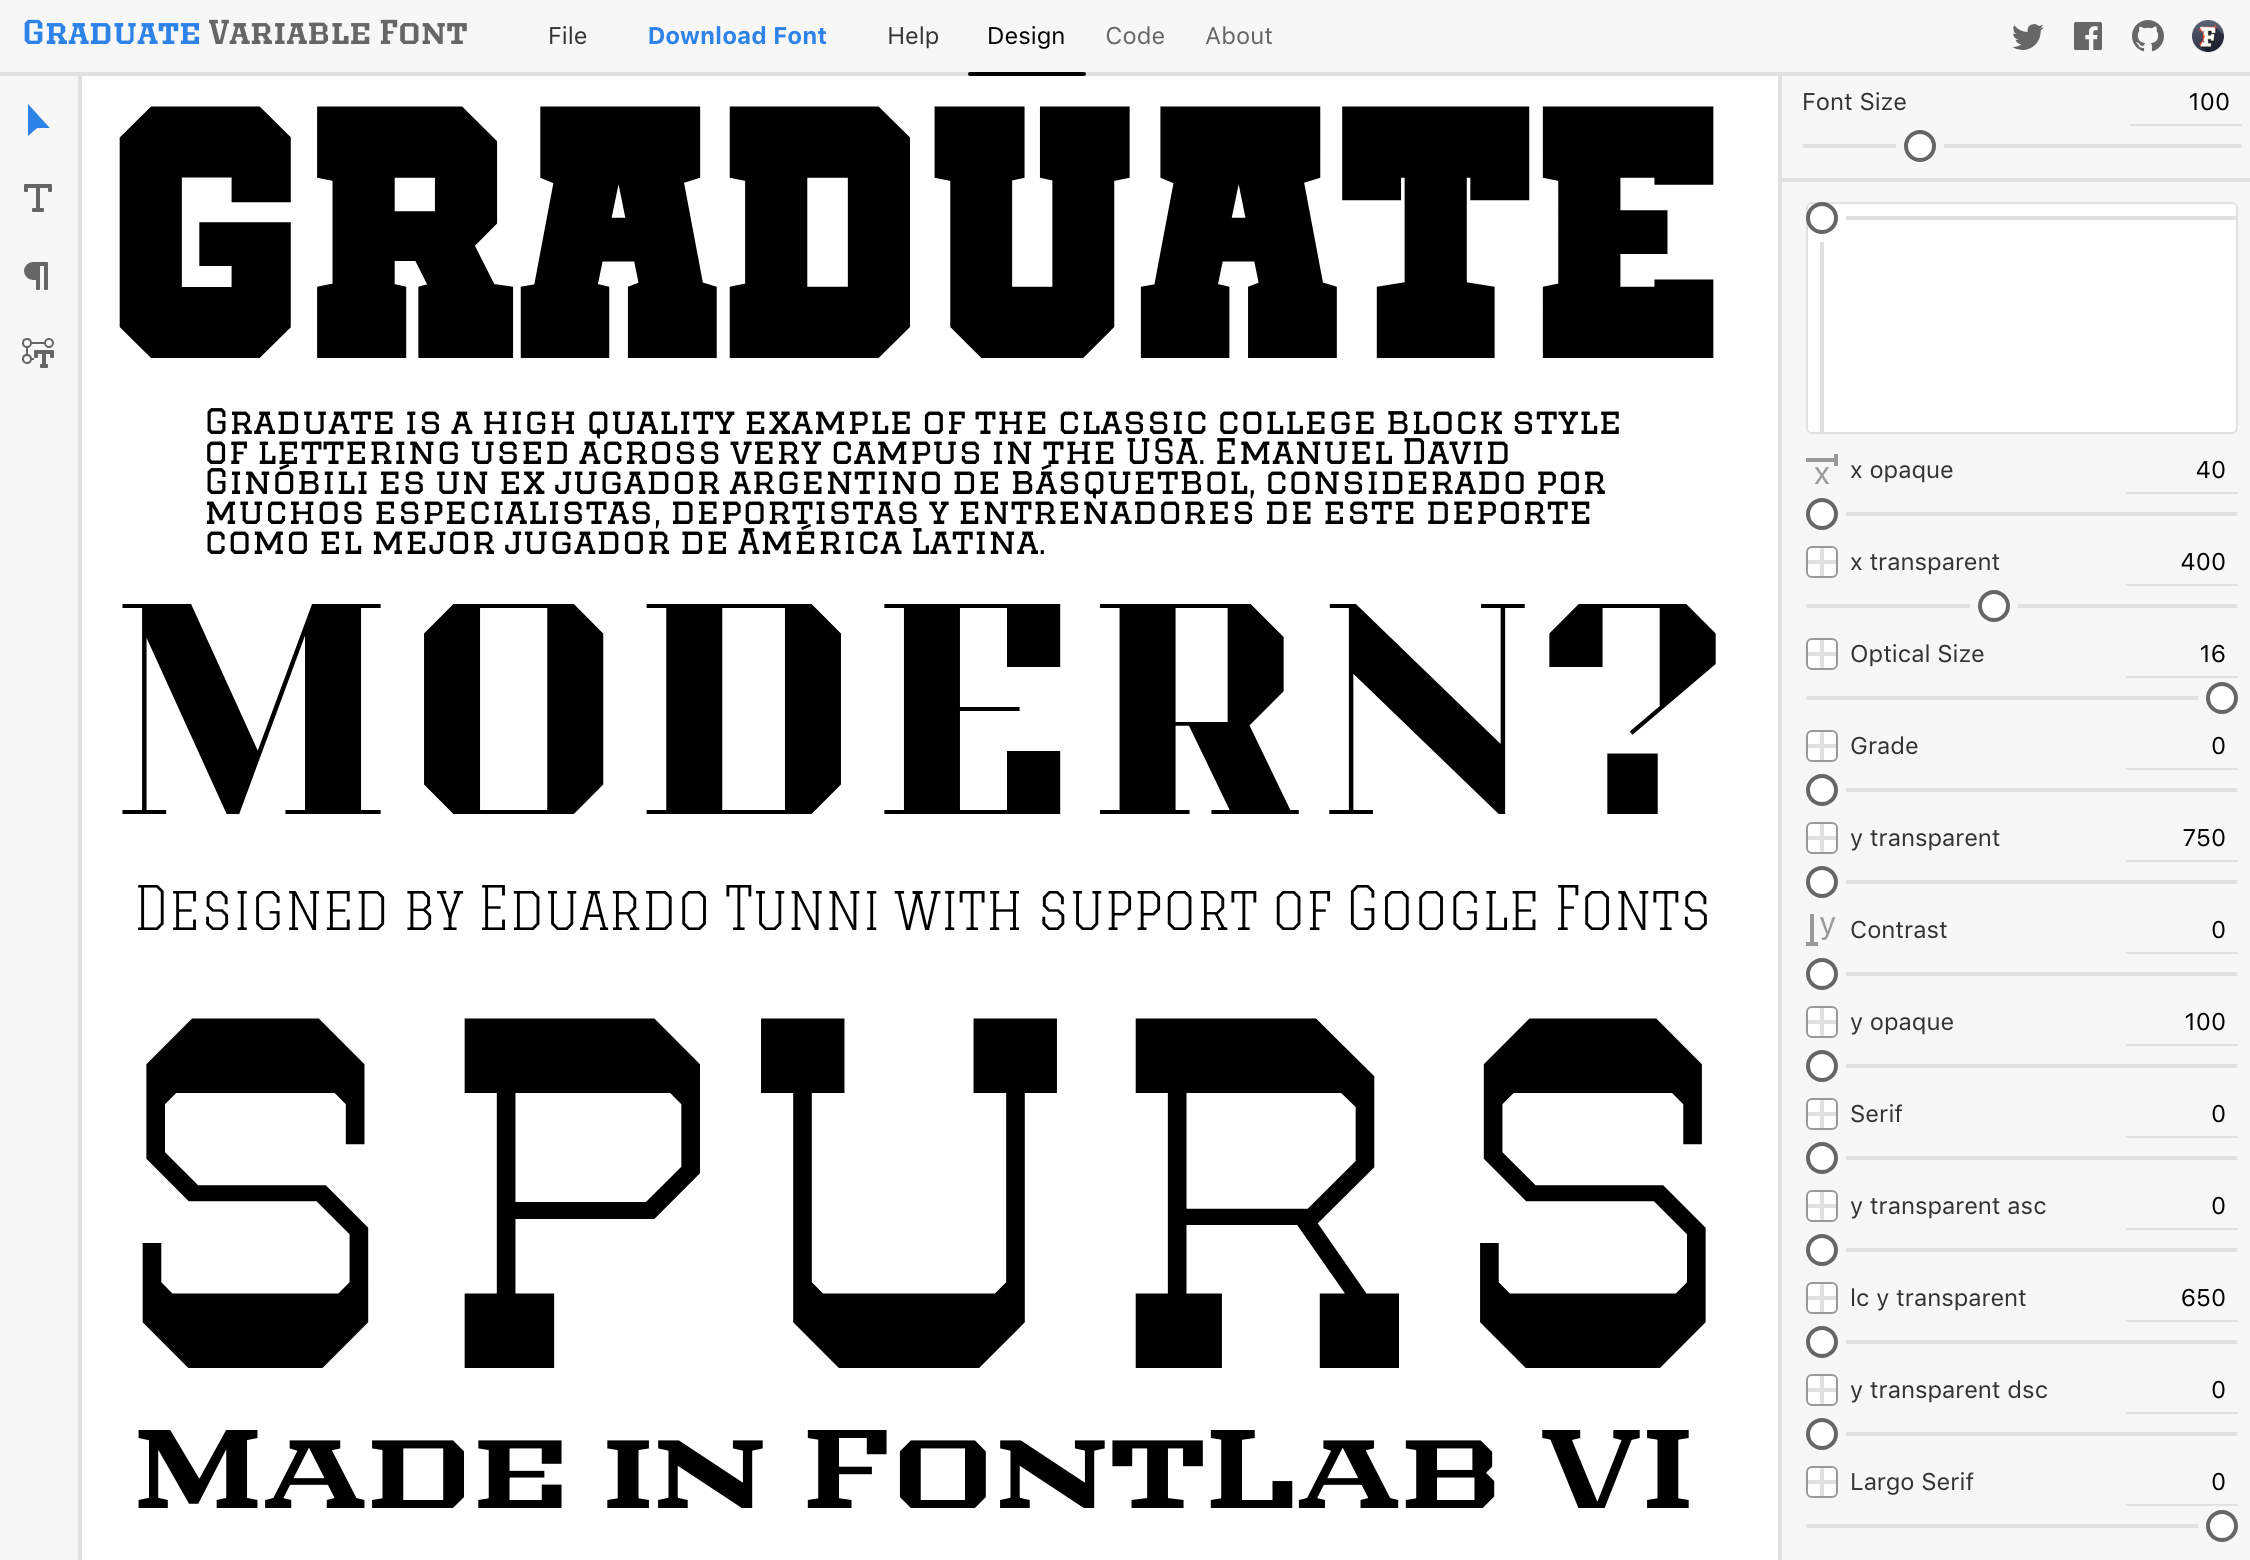 Graduate Variable Font
File
Download Font
Help
Design
Code
About
GRADUATE
Graduate is a high quality example of the classic college Block style
of lettering used across very campus in the USA. Emanuel David
Ginóbili es un ex jugador argentino de básquetbol, considerado por
muchos especialistas, deportistas y entrenadores de este deporte
como el mejor jugador de América Latina.
MODERN?
Designed by Eduardo Tunni with support of Google Fonts
SPURS
Made in FontLab VI
Font Size 100
x opaque 40
x transparent 400
Optical Size 16
Grade 0
y transparent 750
Contrast 0
y opaque 100
Serif 0
y transparent asc 0
lc y transparent 650
y transparent dsc 0
Largo Serif 0